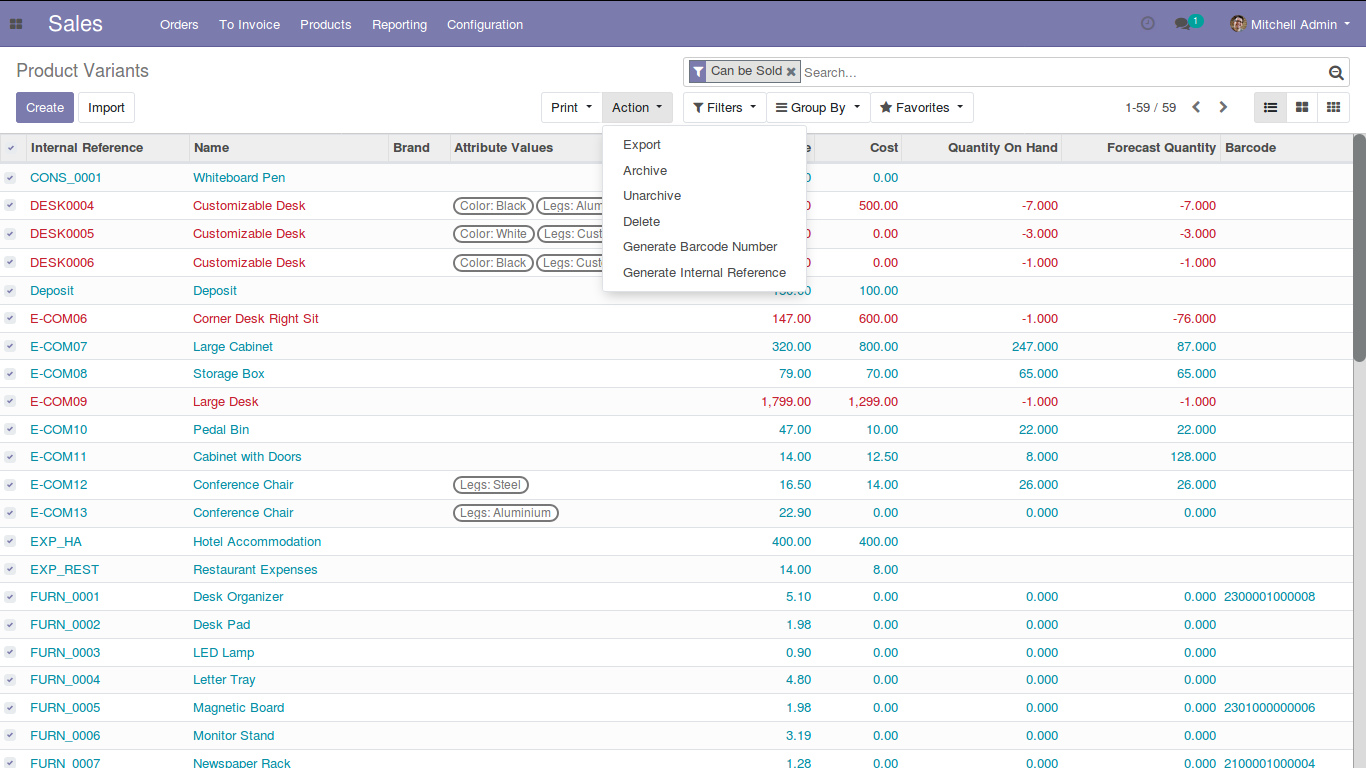 Sales Orders To Invoice Products Reporting Configuration 1 Mitchell Admin
Product Variants Can be Sold Search...
Create Import Print Action Filters Group By Favorites 1-59 / 59
Internal Reference Name Brand Attribute Values Cost Quantity On Hand Forecast Quantity Barcode
Export
Archive
Unarchive
Delete
Generate Barcode Number
Generate Internal Reference
CONS_0001 Whiteboard Pen 0.00
DESK0004 Customizable Desk Color: Black Legs: Alum 500.00 -7.000 -7.000
DESK0005 Customizable Desk Color: White Legs: Cust 0.00 -3.000 -3.000
DESK0006 Customizable Desk Color: Black Legs: Cust 0.00 -1.000 -1.000
Deposit Deposit 100.00
E-COM06 Corner Desk Right Sit 147.00 600.00 -1.000 -76.000
E-COM07 Large Cabinet 320.00 800.00 247.000 87.000
E-COM08 Storage Box 79.00 70.00 65.000 65.000
E-COM09 Large Desk 1,799.00 1,299.00 -1.000 -1.000
E-COM10 Pedal Bin 47.00 10.00 22.000 22.000
E-COM11 Cabinet with Doors 14.00 12.50 8.000 128.000
E-COM12 Conference Chair Legs: Steel 16.50 14.00 26.000 26.000
E-COM13 Conference Chair Legs: Aluminium 22.90 0.00 0.000 0.000
EXP_HA Hotel Accommodation 400.00 400.00
EXP_REST Restaurant Expenses 14.00 8.00
FURN_0001 Desk Organizer 5.10 0.00 0.000 0.000 2300001000008
FURN_0002 Desk Pad 1.98 0.00 0.000 0.000
FURN_0003 LED Lamp 0.90 0.00 0.000 0.000
FURN_0004 Letter Tray 4.80 0.00 0.000 0.000
FURN_0005 Magnetic Board 1.98 0.00 0.000 0.000 2301000000006
FURN_0006 Monitor Stand 3.19 0.00 0.000 0.000
FURN_0007 Newspaper Rack 1.28 0.00 0.000 0.000 2100001000004